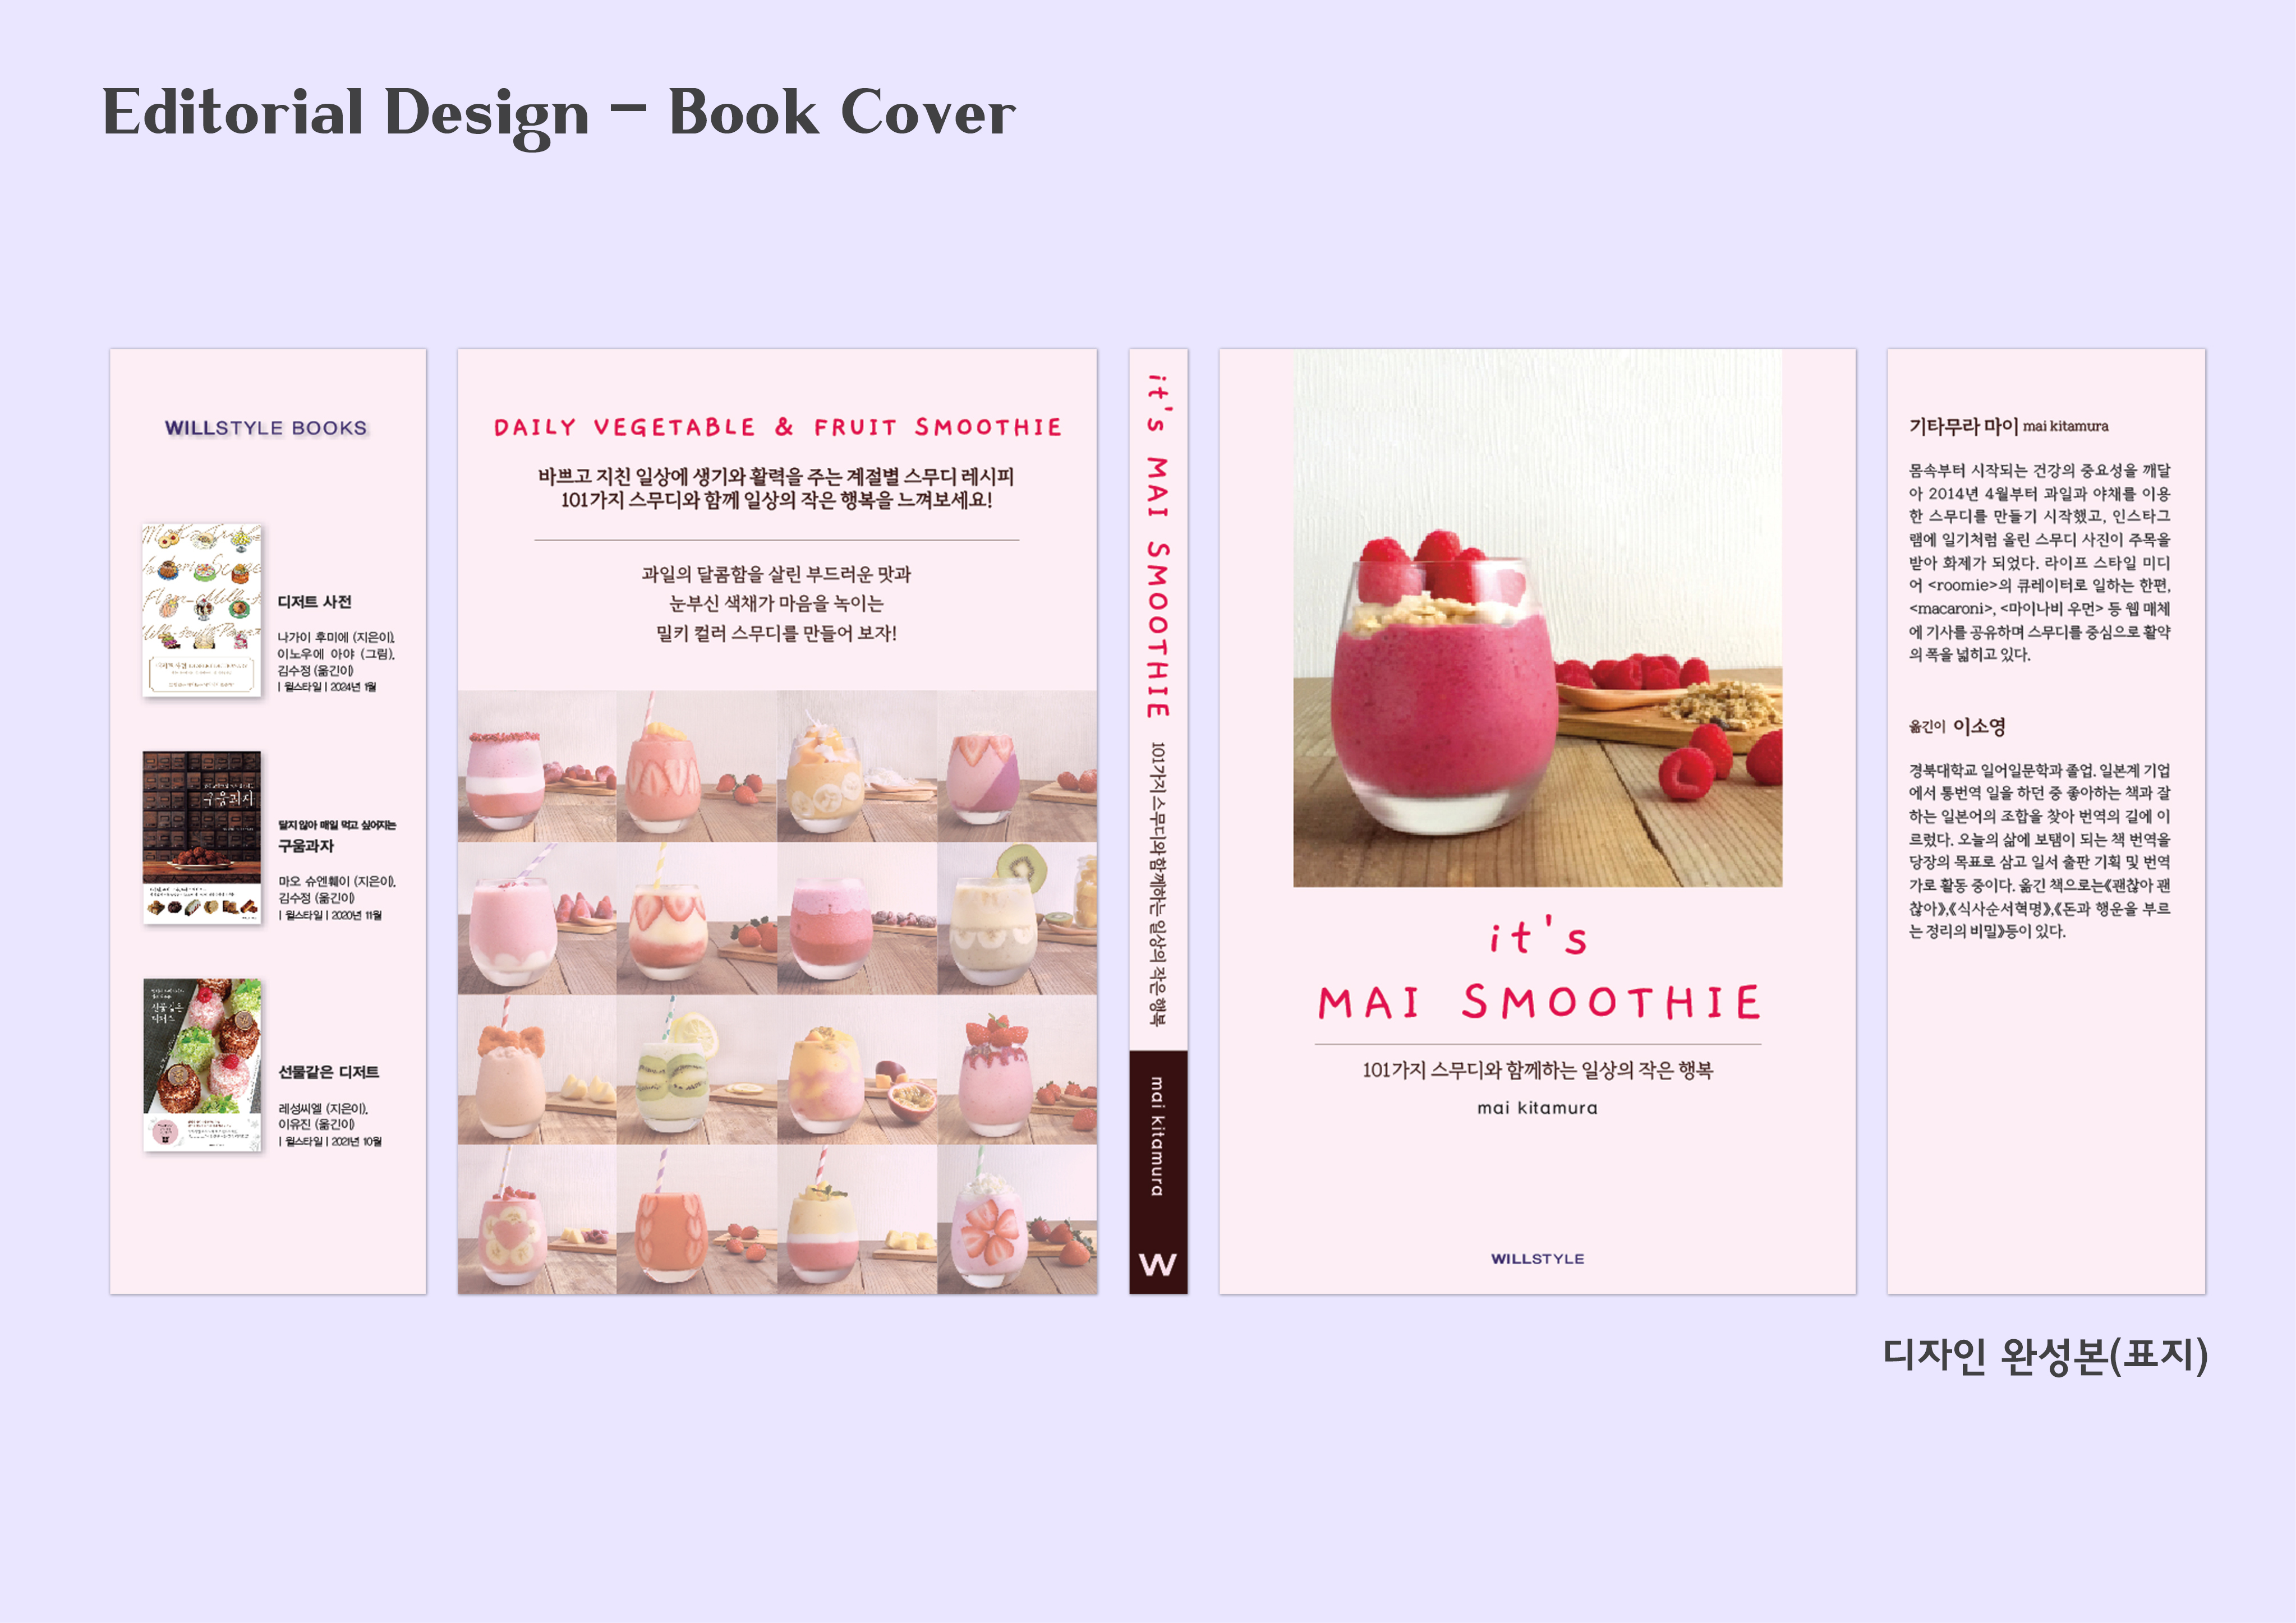 Editorial Design – Book Cover
WILLSTYLE BOOKS
디저트 사전
나가이 후미에 (지은이),
이노우에 아야 (그림),
김수정 (옮긴이)
| 윌스타일 | 2024년 1월
구움과자
달지 않아 매일 먹고 싶어지는
구움과자
마오 슈엔훼이 (지은이),
김수정 (옮긴이)
| 윌스타일 | 2020년 11월
선물같은
디저트
선물같은 디저트
레성씨엘 (지은이),
이유진 (옮긴이)
| 윌스타일 | 2021년 10월
DAILY VEGETABLE & FRUIT SMOOTHIE
바쁘고 지친 일상에 생기와 활력을 주는 계절별 스무디 레시피
101가지 스무디와 함께 일상의 작은 행복을 느껴보세요!
과일의 달콤함을 살린 부드러운 맛과
눈부신 색채가 마음을 녹이는
밀키 컬러 스무디를 만들어 보자!
it's MAI SMOOTHIE 101가지 스무디와 함께하는 일상의 작은 행복
mai kitamura
W
it's
MAI SMOOTHIE
101가지 스무디와 함께하는 일상의 작은 행복
mai kitamura
WILLSTYLE
기타무라 마이 mai kitamura
몸속부터 시작되는 건강의 중요성을 깨달
아 2014년 4월부터 과일과 야채를 이용
한 스무디를 만들기 시작했고, 인스타그
램에 일기처럼 올린 스무디 사진이 주목을
받아 화제가 되었다. 라이프 스타일 미디
어 <roomie>의 큐레이터로 일하는 한편,
<macaroni>, <마이나비 우먼> 등 웹 매체
에 기사를 공유하며 스무디를 중심으로 활약
의 폭을 넓히고 있다.
옮긴이 이소영
경북대학교 일어일문학과 졸업. 일본계 기업
에서 통번역 일을 하던 중 좋아하는 책과 잘
하는 일본어의 조합을 찾아 번역의 길에 이
르렀다. 오늘의 삶에 보탬이 되는 책 번역을
당장의 목표로 삼고 일서 출판 기획 및 번역
가로 활동 중이다. 옮긴 책으로는《괜찮아 괜
찮아》,《식사순서혁명》,《돈과 행운을 부르
는 정리의 비밀》등이 있다.
디자인 완성본(표지)